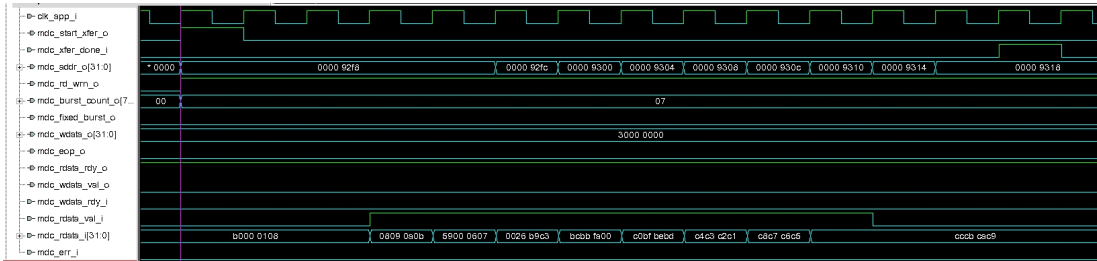 clk_app_i
mdc_start_xfer_o
mdc_xfer_done_i
mdc_addr_o[31:0] * 0000 0000 92f8 0000 92fc 0000 9300 0000 9304 0000 9308 0000 930c 0000 9310 0000 9314 0000 9318
mdc_rd_wrn_o
mdc_burst_count_o[7... 00 07
mdc_fixed_burst_o
mdc_wdata_o[31:0] 3000 0000
mdc_eop_o
mdc_rdata_rdy_o
mdc_wdata_val_o
mdc_wdata_rdy_i
mdc_rdata_val_i
mdc_rdata_i[31:0] b000 0108 0809 0a0b 5900 0607 0026 b9c3 bcbb fa00 c0bf bebd c4c3 c2c1 c8c7 c6c5 cccb cac9
mdc_err_i